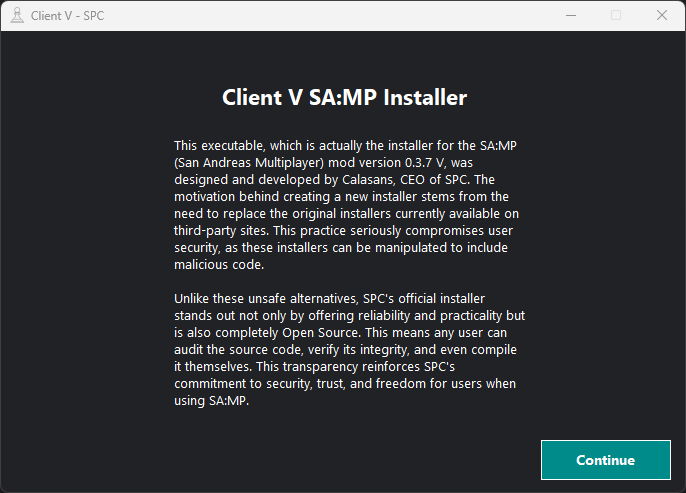 Client V - SPC
Client V SA:MP Installer
This executable, which is actually the installer for the SA:MP
(San Andreas Multiplayer) mod version 0.3.7 V, was
designed and developed by Calasans, CEO of SPC. The
motivation behind creating a new installer stems from the
need to replace the original installers currently available on
third-party sites. This practice seriously compromises user
security, as these installers can be manipulated to include
malicious code.
Unlike these unsafe alternatives, SPC's official installer
stands out not only by offering reliability and practicality but
is also completely Open Source. This means any user can
audit the source code, verify its integrity, and even compile
it themselves. This transparency reinforces SPC's
commitment to security, trust, and freedom for users when
using SA:MP.
Continue